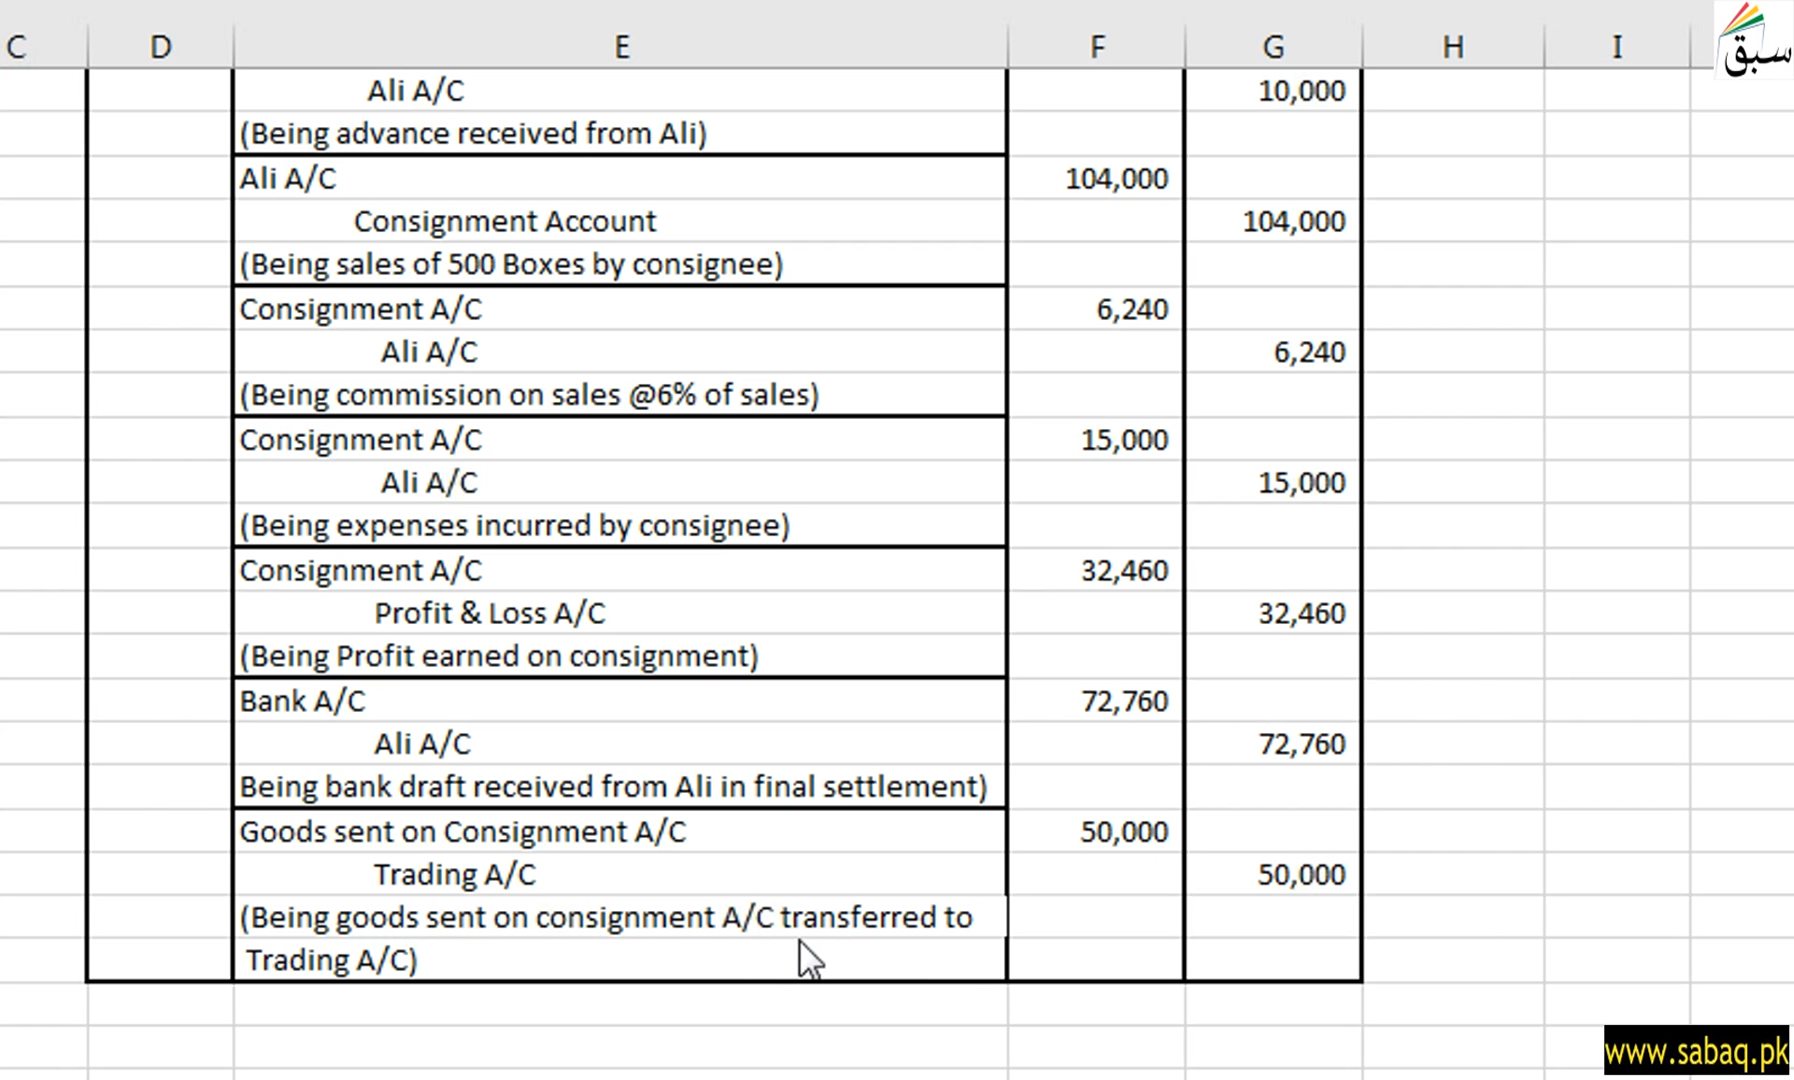 C D E F G H I
سبق
Ali A/C 10,000
(Being advance received from Ali)
Ali A/C 104,000
Consignment Account 104,000
(Being sales of 500 Boxes by consignee)
Consignment A/C 6,240
Ali A/C 6,240
(Being commission on sales @6% of sales)
Consignment A/C 15,000
Ali A/C 15,000
(Being expenses incurred by consignee)
Consignment A/C 32,460
Profit & Loss A/C 32,460
(Being Profit earned on consignment)
Bank A/C 72,760
Ali A/C 72,760
Being bank draft received from Ali in final settlement)
Goods sent on Consignment A/C 50,000
Trading A/C 50,000
(Being goods sent on consignment A/C transferred to
Trading A/C)
www.sabaq.pk